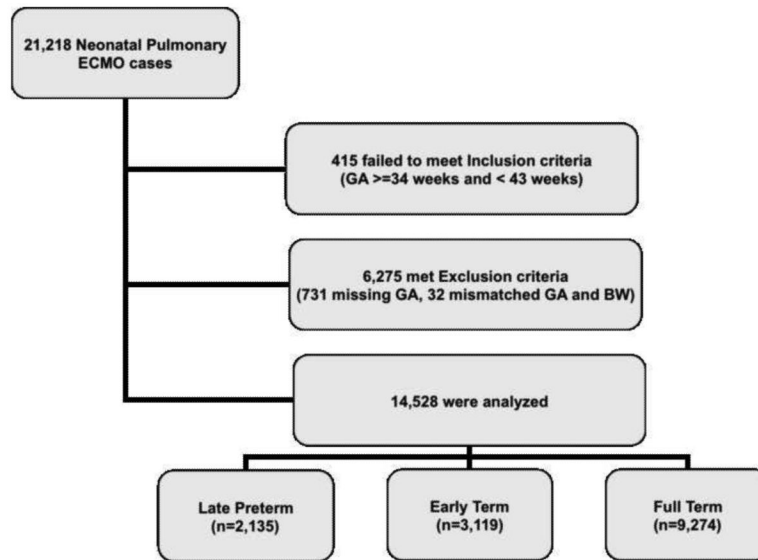 21,218 Neonatal Pulmonary
ECMO cases
415 failed to meet Inclusion criteria
(GA >=34 weeks and < 43 weeks)
6,275 met Exclusion criteria
(731 missing GA, 32 mismatched GA and BW)
14,528 were analyzed
Late Preterm
(n=2,135)
Early Term
(n=3,119)
Full Term
(n=9,274)